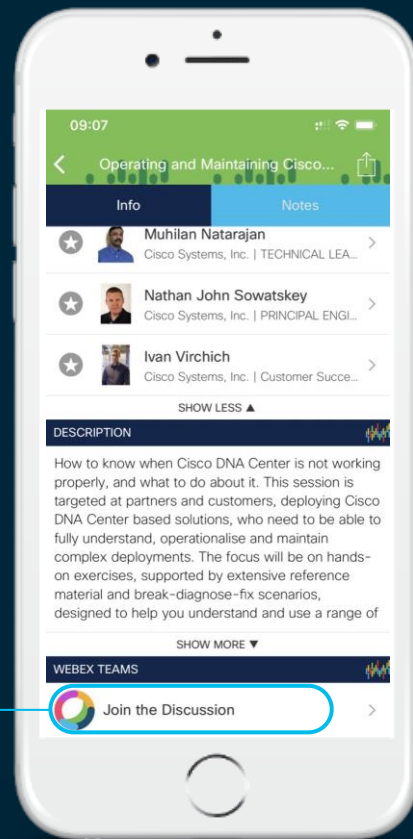 09:07
Operating and Maintaining Cisco...
Info
Notes
Muhilan Natarajan
Cisco Systems, Inc. | TECHNICAL LEA...
Nathan John Sowatskey
Cisco Systems, Inc. | PRINCIPAL ENGI...
Ivan Virchich
Cisco Systems, Inc. | Customer Succe...
SHOW LESS ▲
DESCRIPTION
How to know when Cisco DNA Center is not working
properly, and what to do about it. This session is
targeted at partners and customers, deploying Cisco
DNA Center based solutions, who need to be able to
fully understand, operationalise and maintain
complex deployments. The focus will be on hands-
on exercises, supported by extensive reference
material and break-diagnose-fix scenarios,
designed to help you understand and use a range of
SHOW MORE ▼
WEBEX TEAMS
Join the Discussion